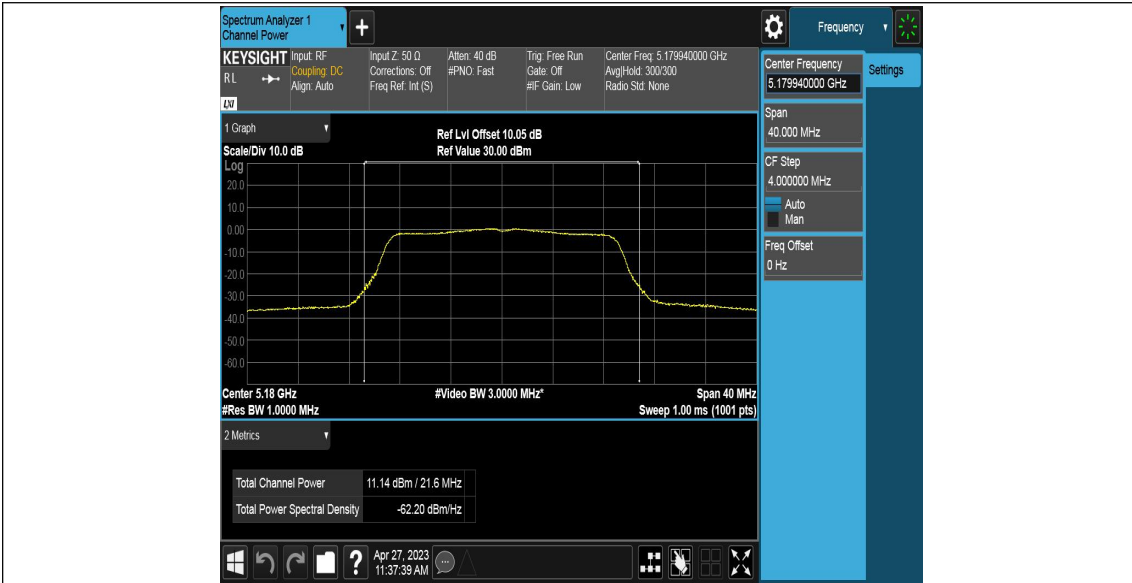 Spectrum Analyzer 1
Channel Power
Frequency
KEYSIGHT
Input: RF
Coupling: DC
Align: Auto
Input Z: 50 Ω
Corrections: Off
Freq Ref: Int (S)
Atten: 40 dB
#PNO: Fast
Trig: Free Run
Gate: Off
#IF Gain: Low
Center Freq: 5.179940000 GHz
Avg|Hold: 300/300
Radio Std: None
R L
LXI
Center Frequency
5.179940000 GHz
Settings
Span
40.000 MHz
CF Step
4.000000 MHz
Auto
Man
Freq Offset
0 Hz
1 Graph
Scale/Div 10.0 dB
Ref Lvl Offset 10.05 dB
Ref Value 30.00 dBm
Log
20.0
10.0
0.00
-10.0
-20.0
-30.0
-40.0
-50.0
-60.0
Center 5.18 GHz
#Video BW 3.0000 MHz*
Span 40 MHz
#Res BW 1.0000 MHz
Sweep 1.00 ms (1001 pts)
2 Metrics
Total Channel Power 11.14 dBm / 21.6 MHz
Total Power Spectral Density -62.20 dBm/Hz
?
Apr 27, 2023
11:37:39 AM